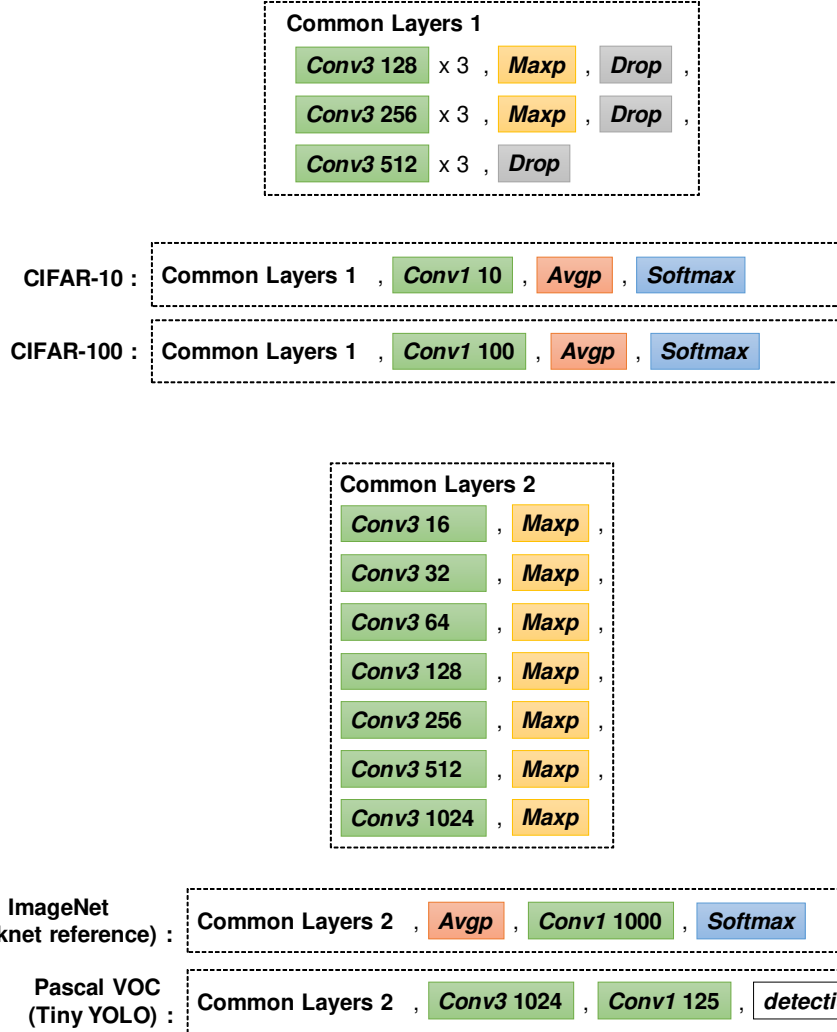 Common Layers 1
Conv3 128 x 3 , Maxp , Drop ,
Conv3 256 x 3 , Maxp , Drop ,
Conv3 512 x 3 , Drop
CIFAR-10 : Common Layers 1 , Conv1 10 , Avgp , Softmax
CIFAR-100 : Common Layers 1 , Conv1 100 , Avgp , Softmax
Common Layers 2
Conv3 16 , Maxp ,
Conv3 32 , Maxp ,
Conv3 64 , Maxp ,
Conv3 128 , Maxp ,
Conv3 256 , Maxp ,
Conv3 512 , Maxp ,
Conv3 1024 , Maxp
ImageNet
knet reference) : Common Layers 2 , Avgp , Conv1 1000 , Softmax
Pascal VOC
(Tiny YOLO) : Common Layers 2 , Conv3 1024 , Conv1 125 , detecti